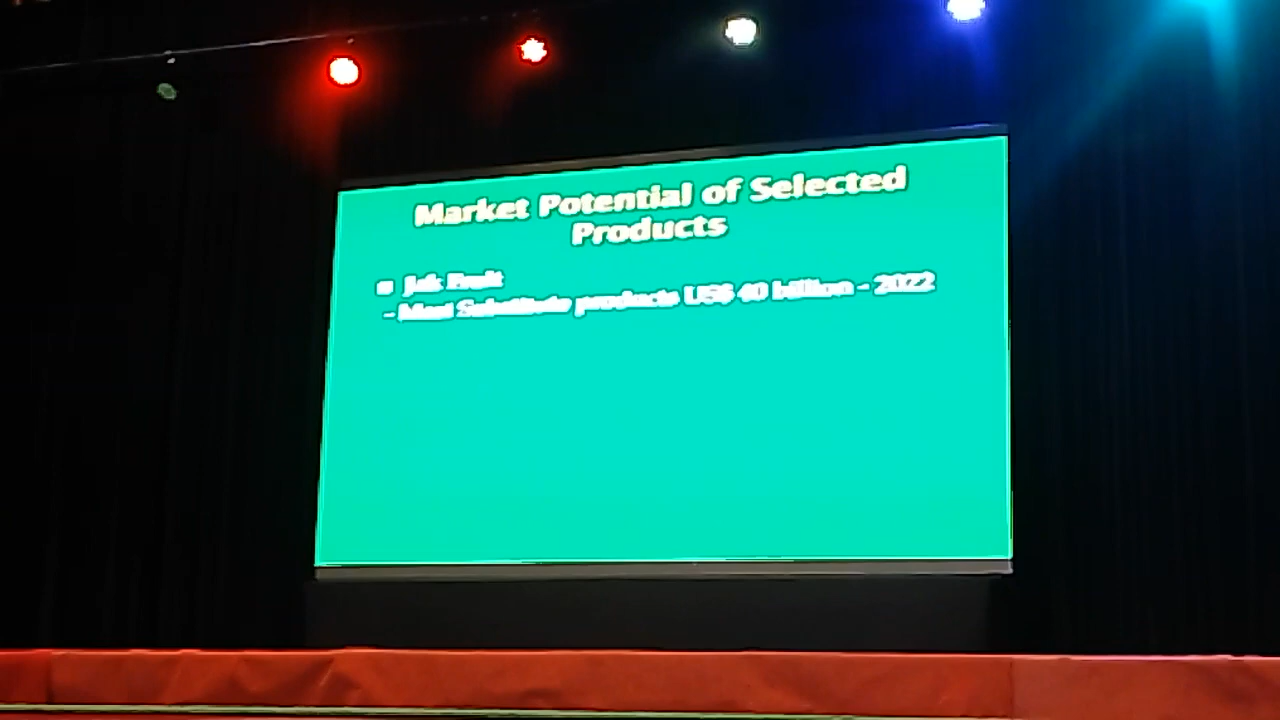 Market Potential of Selected
Products
▪ Jak Fruit
- Meat Substitute products US$ 40 billion - 2022